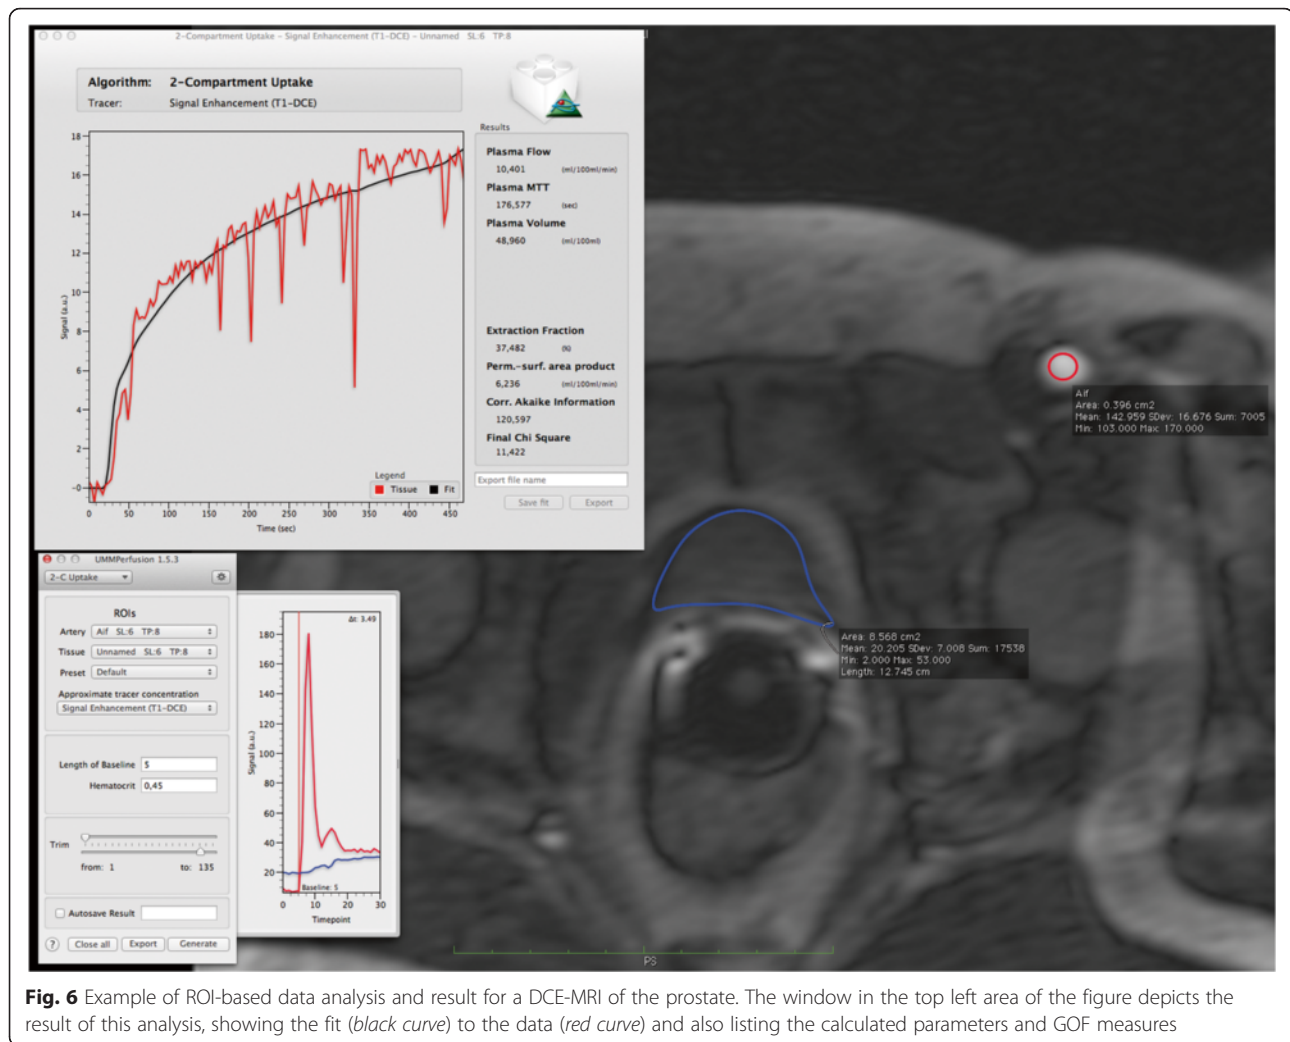 2-Compartment Uptake - Signal Enhancement (T1-DCE) - Unnamed SL:6 TP:8
Algorithm: 2-Compartment Uptake
Tracer: Signal Enhancement (T1-DCE)
Results
Plasma Flow
10,401 (ml/100ml/min)
Plasma MTT
176,577 (sec)
Plasma Volume
48,960 (ml/100ml)
Extraction Fraction
37,482 (%)
Perm.-surf. area product
6,236 (ml/100ml/min)
Corr. Akaike Information
120,597
Final Chi Square
11,422
Export file name
Save fit Export
Signal (a.u.)
18
16
14
12
10
8
6
4
2
-0
0 50 100 150 200 250 300 350 400 450
Time (sec)
Legend
Tissue Fit
Aif
Area: 0.396 cm2
Mean: 142.959 SDev: 16.676 Sum: 7005
Min: 103.000 Max: 170.000
Area: 8.568 cm2
Mean: 20.205 SDev: 7.008 Sum: 17538
Min: 2.000 Max: 53.000
Length: 12.745 cm
UMMPerfusion 1.5.3
2-C Uptake
ROIs
Artery Aif SL:6 TP:8
Tissue Unnamed SL:6 TP:8
Preset Default
Approximate tracer concentration
Signal Enhancement (T1-DCE)
Length of Baseline 5
Hematocrit 0,45
Trim
from: 1 to: 135
Autosave Result
? Close all Export Generate
Δt: 3.49
Signal (a.u.)
180
160
140
120
100
80
60
40
20
Baseline: 5
0 10 20 30
Timepoint
PS
Fig. 6 Example of ROI-based data analysis and result for a DCE-MRI of the prostate. The window in the top left area of the figure depicts the
result of this analysis, showing the fit (black curve) to the data (red curve) and also listing the calculated parameters and GOF measures